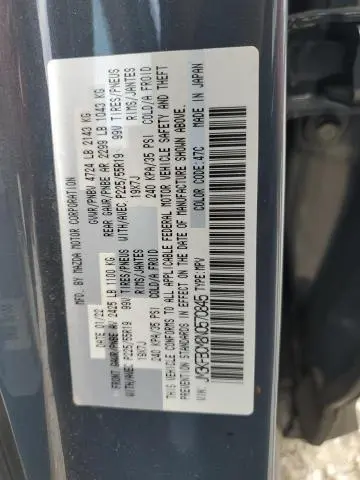 MFD. BY MAZDA MOTOR CORPORATION
DATE: 01/22 GVWR/PNBV 4724 LB 2143 KG
FRONT GAWR/PNBE AV 2425 LB 1100 KG REAR GAWR/PNBE AR 2299 LB 1043 KG
WITH/AVEC P225/55R19 99V TIRES/PNEUS WITH/AVEC P225/55R19 99V TIRES/PNEUS
19X7J RIMS/JANTES 19X7J RIMS/JANTES
240 KPA/35 PSI COLD/A FROID 240 KPA/35 PSI COLD/A FROID
THIS VEHICLE CONFORMS TO ALL APPLICABLE FEDERAL MOTOR VEHICLE SAFETY AND THEFT
PREVENTION STANDARDS IN EFFECT ON THE DATE OF MANUFACTURE SHOWN ABOVE.
VIN: TYPE:MPV COLOR CODE:47C MADE IN JAPAN